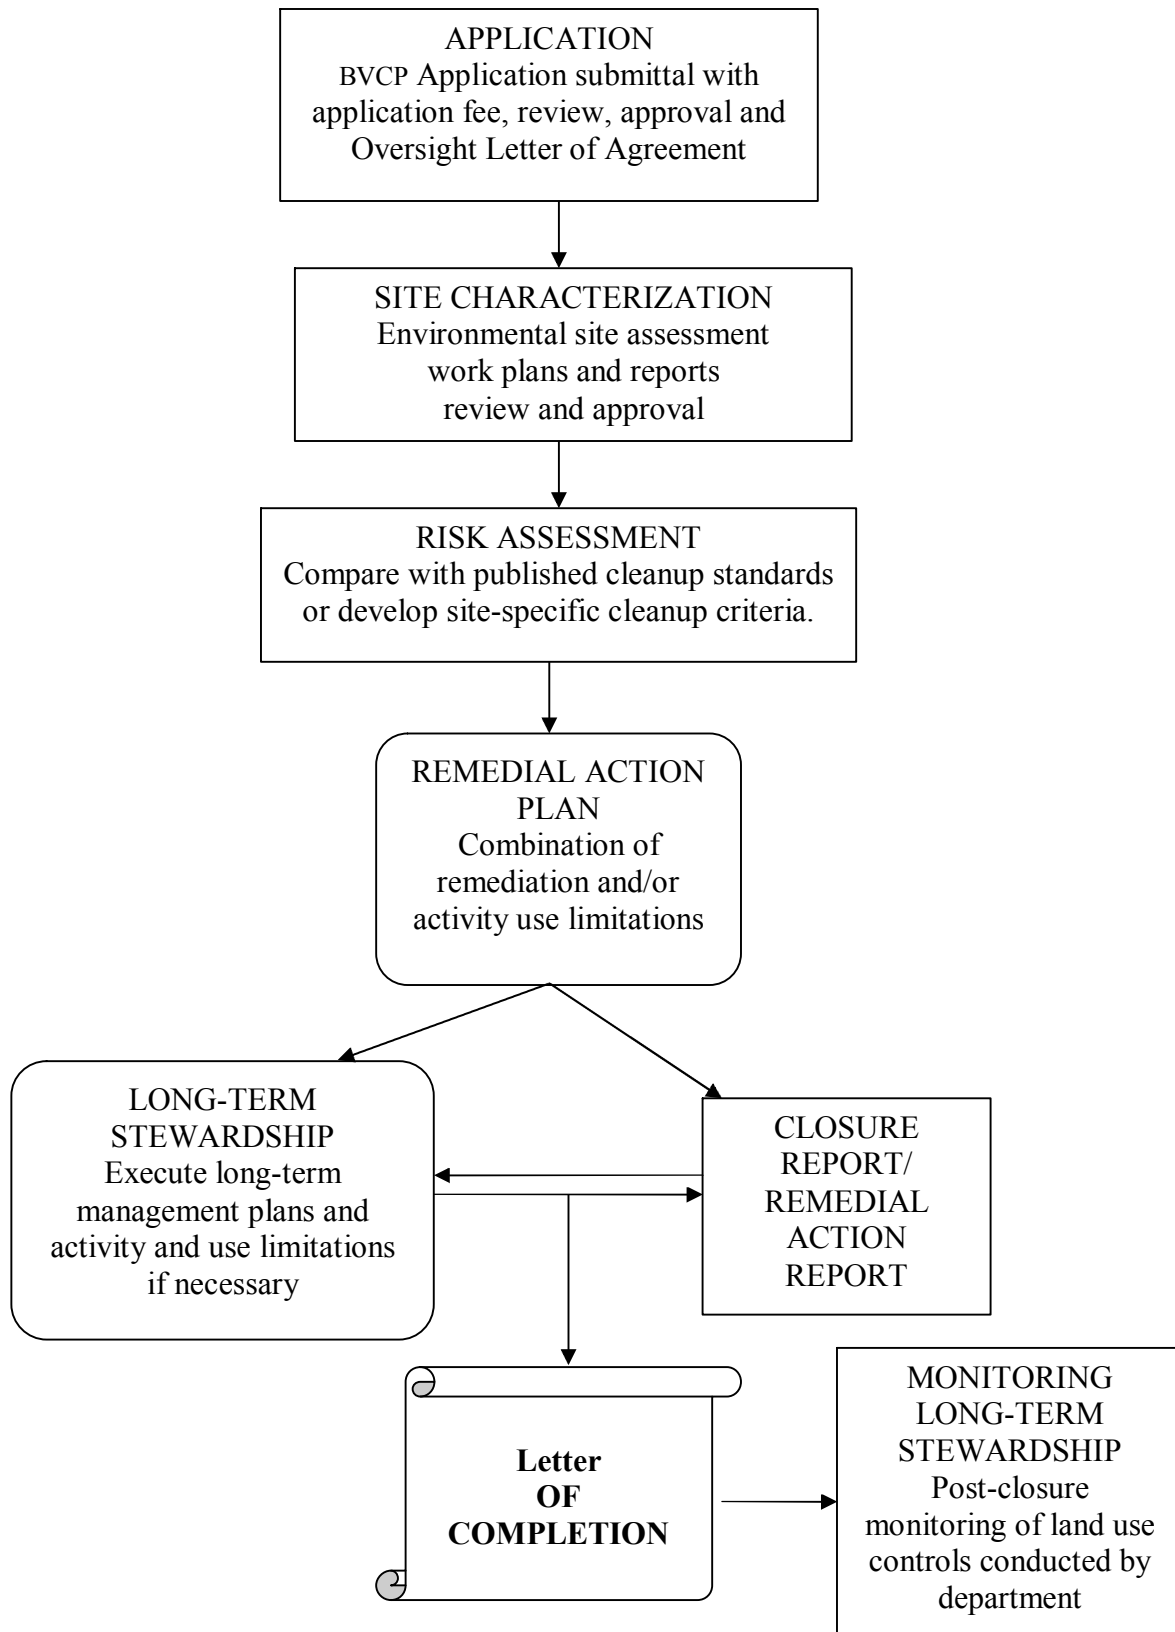 APPLICATION
BVCP Application submittal with
application fee, review, approval and
Oversight Letter of Agreement
SITE CHARACTERIZATION
Environmental site assessment
work plans and reports
review and approval
RISK ASSESSMENT
Compare with published cleanup standards
or develop site-specific cleanup criteria.
REMEDIAL ACTION
PLAN
Combination of
remediation and/or
activity use limitations
LONG-TERM
STEWARDSHIP
Execute long-term
management plans and
activity and use limitations
if necessary
CLOSURE
REPORT/
REMEDIAL
ACTION
REPORT
Letter
OF
COMPLETION
MONITORING
LONG-TERM
STEWARDSHIP
Post-closure
monitoring of land use
controls conducted by
department